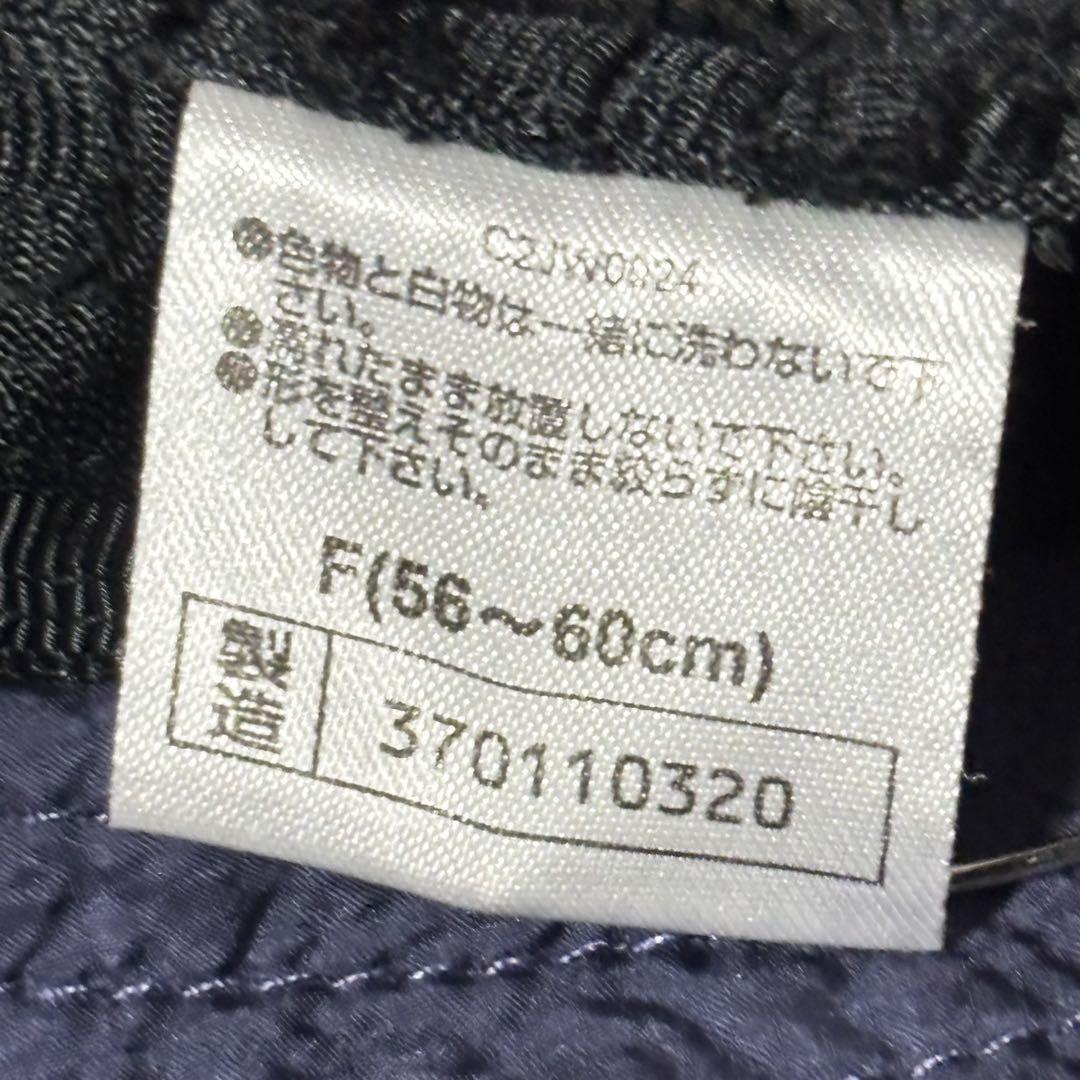 C2JW0824
●色物と白物は一緒に洗わないで下
さい。
●濡れたまま放置しないで下さい。
●形を整えそのまま絞らずに陰干し
して下さい。
F(56〜60cm)
製造 370110320